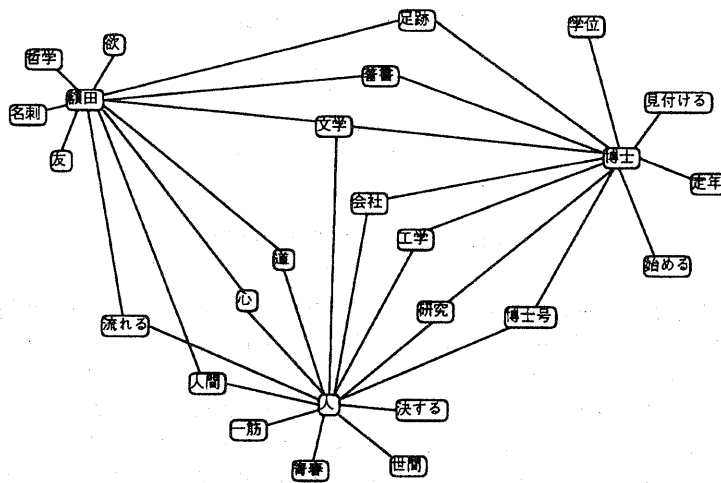 足跡
学位
欲
哲学
著書
額田
見付ける
名刺
文学
友
博士
定年
会社
工学
道
始める
心
研究
博士号
流れる
人間
人
決する
一筋
世間
青春